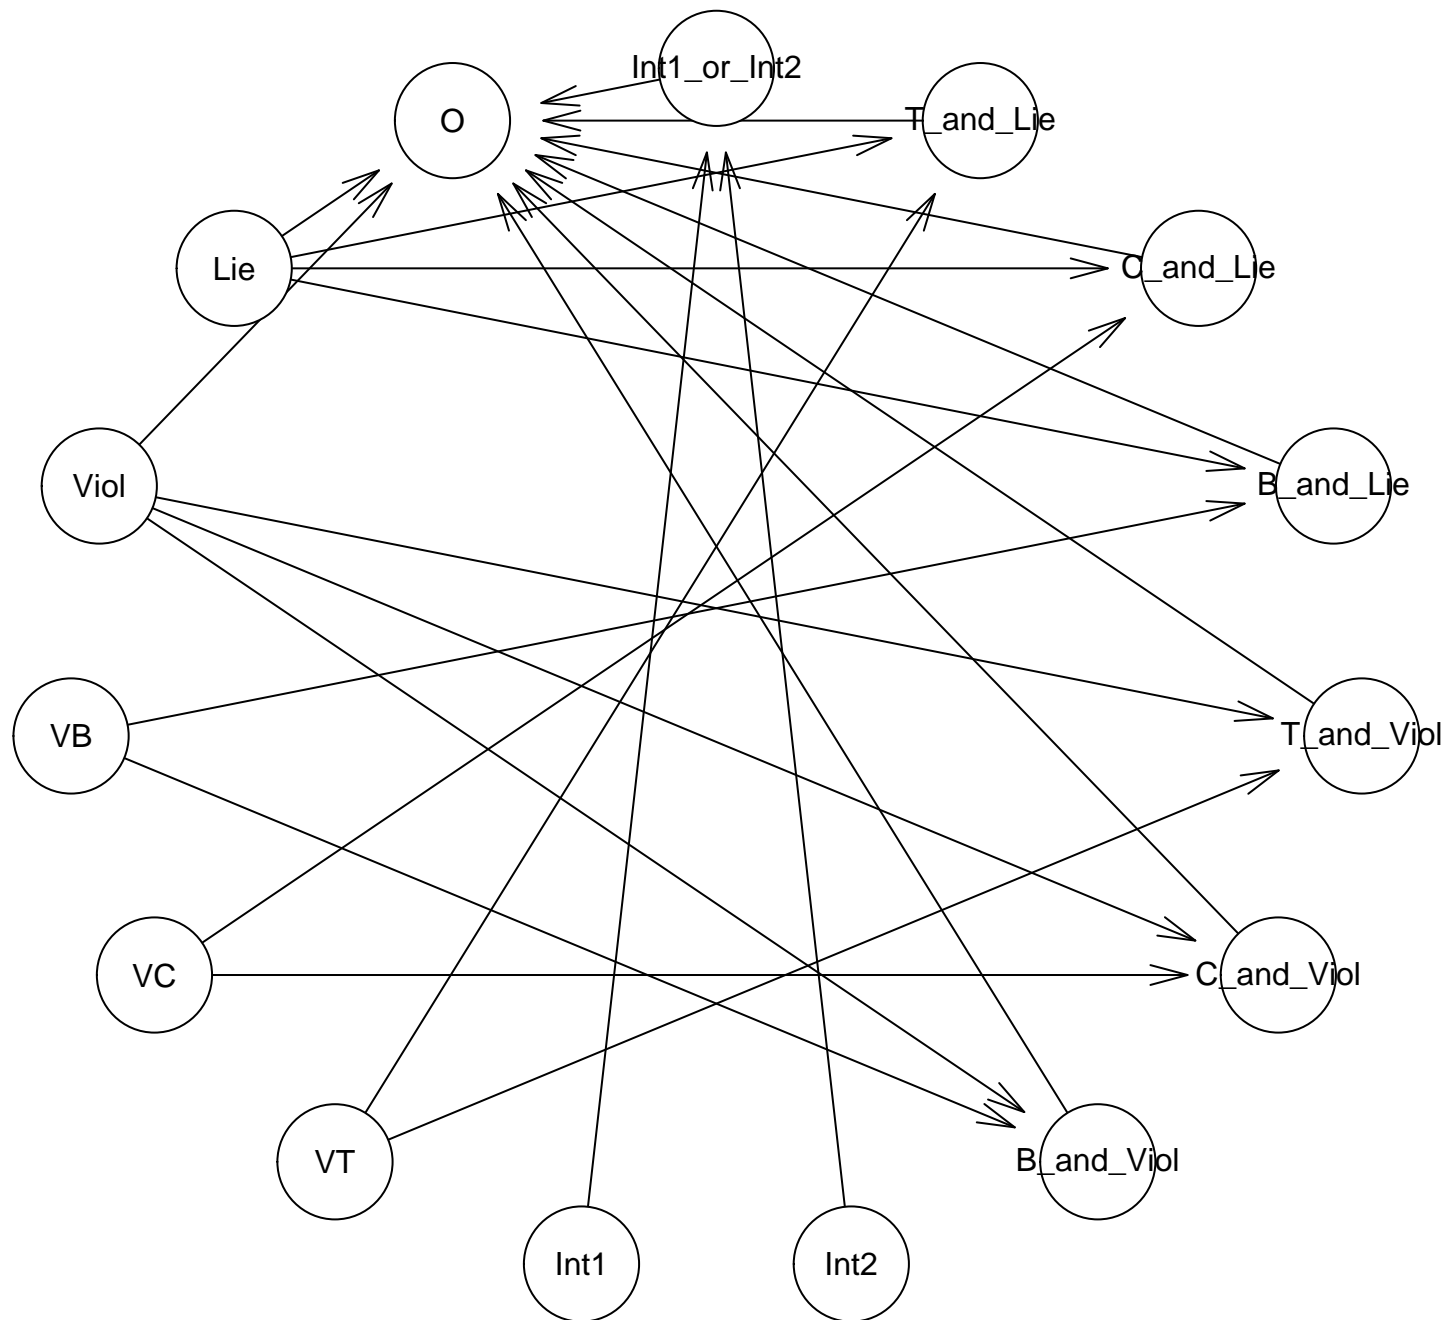 Int1_or_Int2
O
T_and_Lie
Lie
C_and_Lie
Viol
B_and_Lie
VB
T_and_Viol
VC
C_and_Viol
VT
B_and_Viol
Int1
Int2